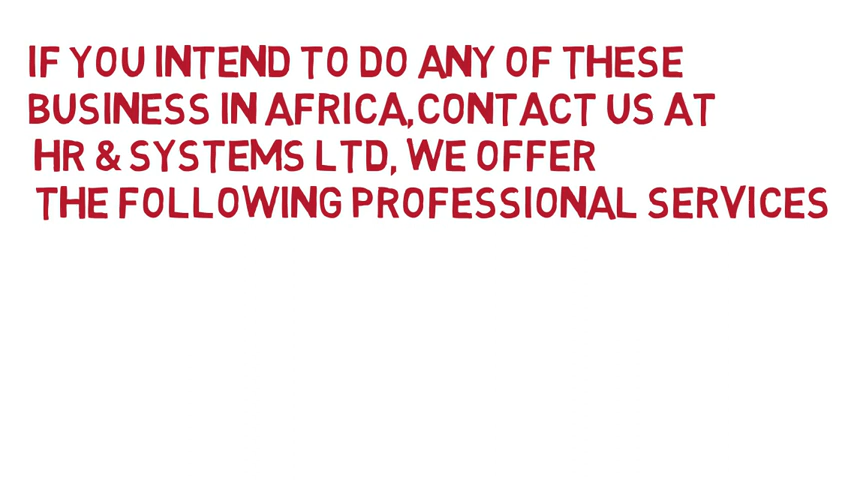 IF YOU INTEND TO DO ANY OF THESE
BUSINESS IN AFRICA,CONTACT US AT
HR & SYSTEMS LTD, WE OFFER
THE FOLLOWING PROFESSIONAL SERVICES